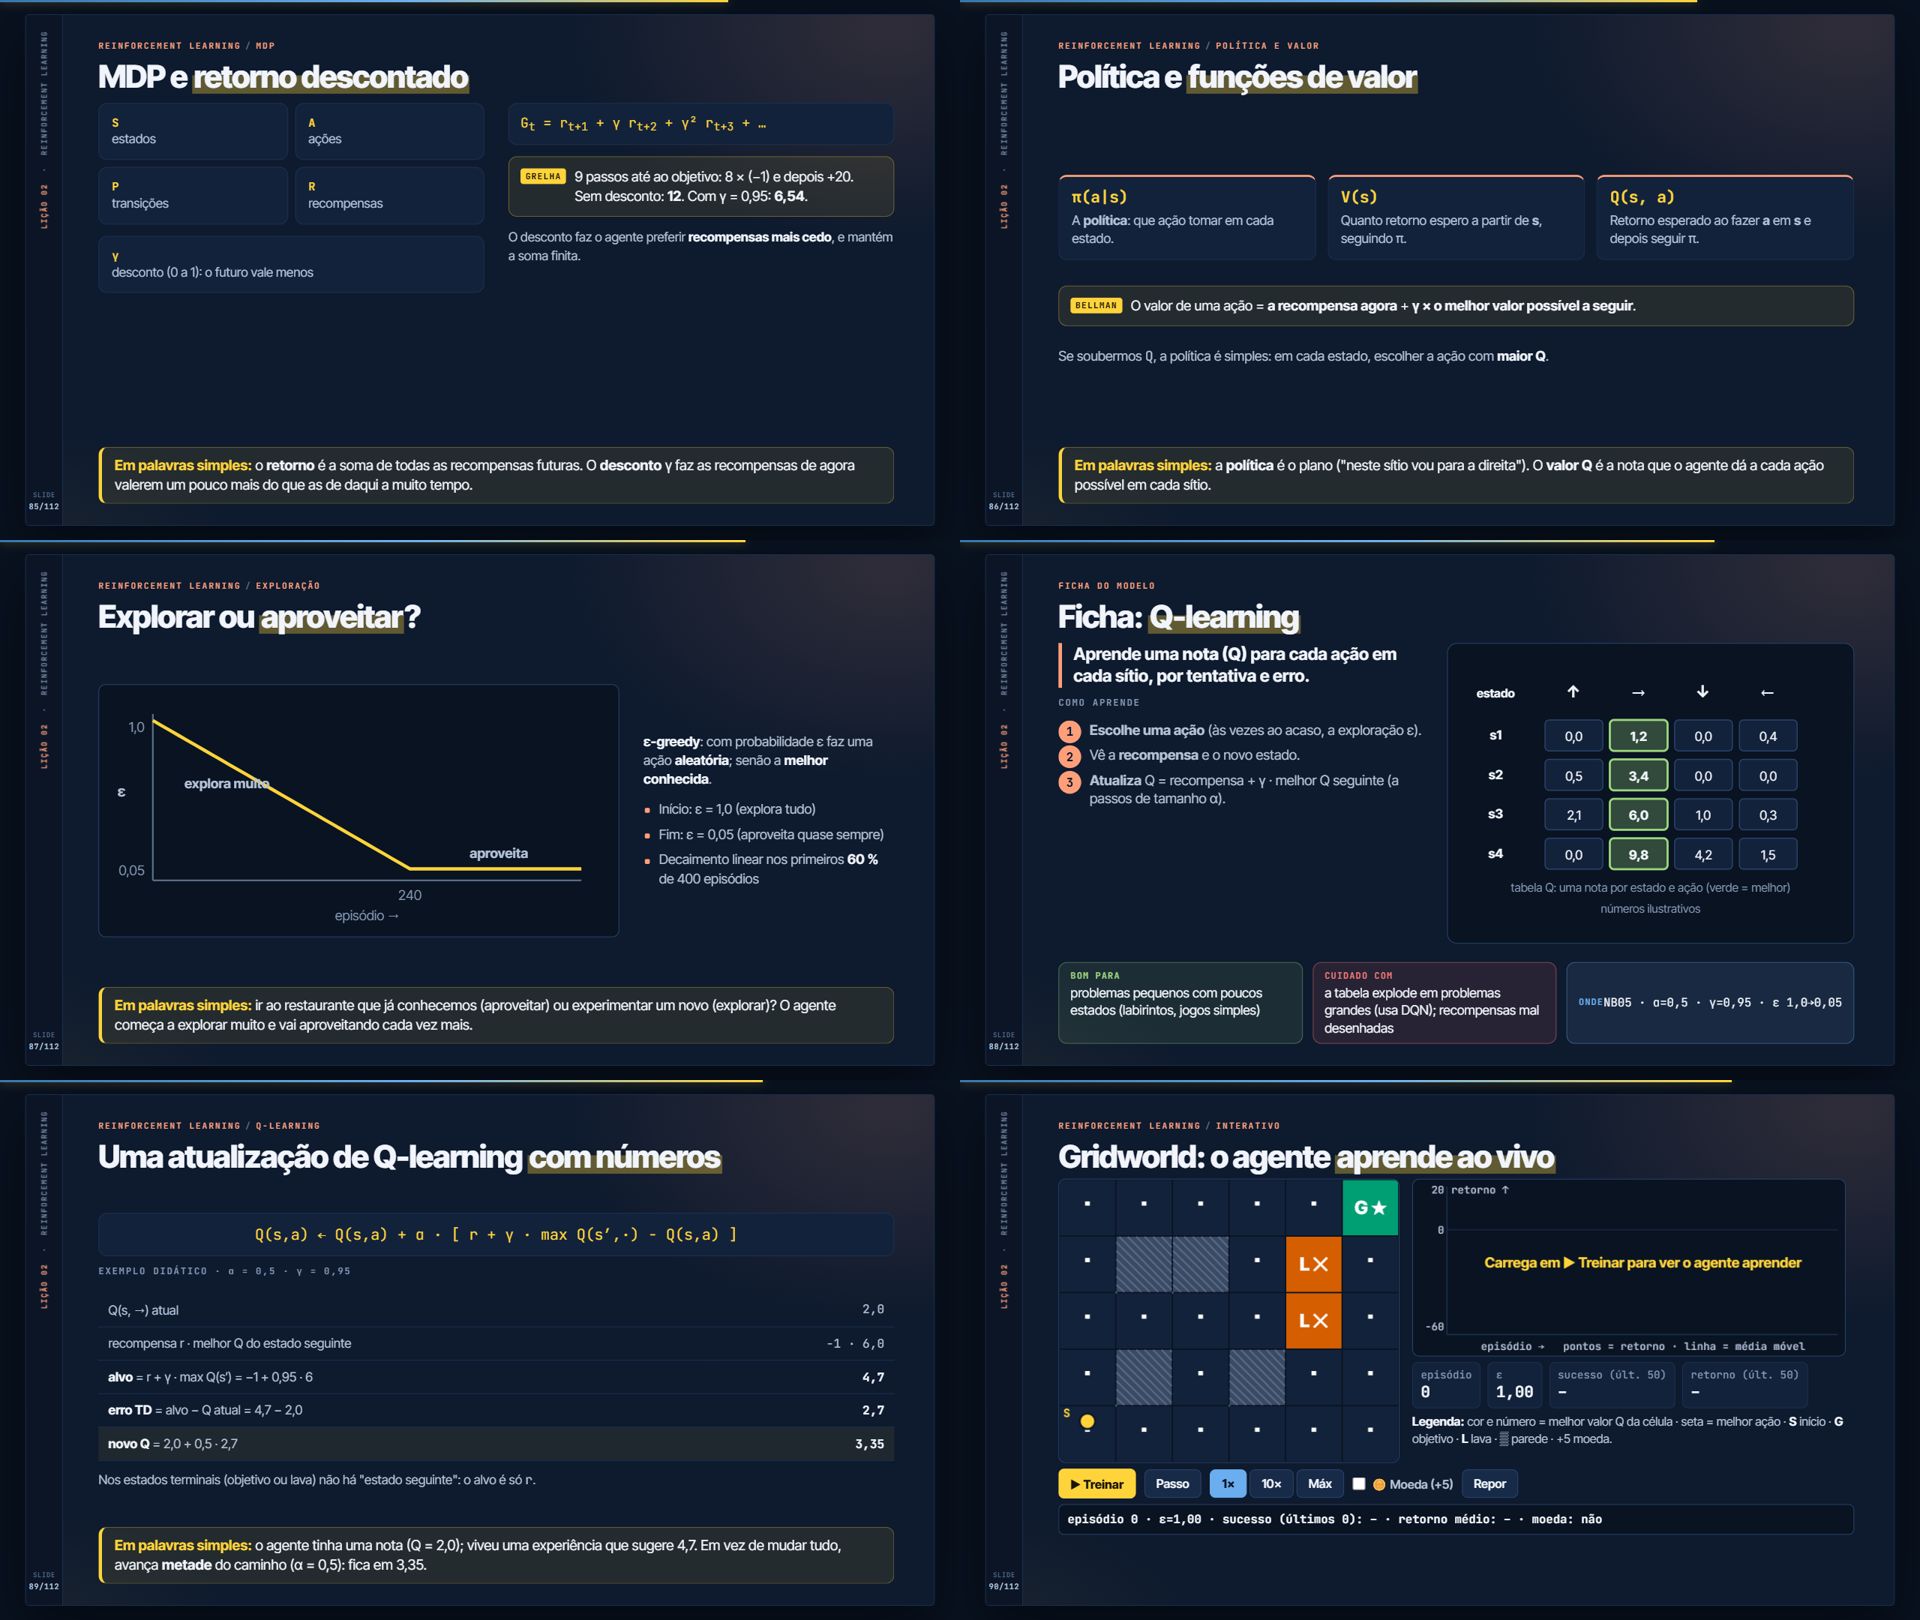 REINFORCEMENT LEARNING / MDP
MDP e retorno descontado
S
estados
A
ações
P
transições
R
recompensas
γ
desconto (0 a 1): o futuro vale menos
Gt = rt+1 + γ rt+2 + γ² rt+3 + …
GRELHA 9 passos até ao objetivo: 8 × (−1) e depois +20.
Sem desconto: 12. Com γ = 0,95: 6,54.
O desconto faz o agente preferir recompensas mais cedo, e mantém
a soma finita.
Em palavras simples: o retorno é a soma de todas as recompensas futuras. O desconto γ faz as recompensas de agora
valerem um pouco mais do que as de daqui a muito tempo.
LIÇÃO 02 · REINFORCEMENT LEARNING
SLIDE
85/112
REINFORCEMENT LEARNING / POLÍTICA E VALOR
Política e funções de valor
π(a|s)
A política: que ação tomar em cada
estado.
V(s)
Quanto retorno espero a partir de s,
seguindo π.
Q(s, a)
Retorno esperado ao fazer a em s e
depois seguir π.
BELLMAN O valor de uma ação = a recompensa agora + γ × o melhor valor possível a seguir.
Se soubermos Q, a política é simples: em cada estado, escolher a ação com maior Q.
Em palavras simples: a política é o plano ("neste sítio vou para a direita"). O valor Q é a nota que o agente dá a cada ação
possível em cada sítio.
LIÇÃO 02 · REINFORCEMENT LEARNING
SLIDE
86/112
REINFORCEMENT LEARNING / EXPLORAÇÃO
Explorar ou aproveitar?
1,0
explora muito
ε
aproveita
0,05
240
episódio →
ε-greedy: com probabilidade ε faz uma
ação aleatória; senão a melhor
conhecida.
Início: ε = 1,0 (explora tudo)
Fim: ε = 0,05 (aproveita quase sempre)
Decaimento linear nos primeiros 60 %
de 400 episódios
Em palavras simples: ir ao restaurante que já conhecemos (aproveitar) ou experimentar um novo (explorar)? O agente
começa a explorar muito e vai aproveitando cada vez mais.
LIÇÃO 02 · REINFORCEMENT LEARNING
SLIDE
87/112
FICHA DO MODELO
Ficha: Q-learning
Aprende uma nota (Q) para cada ação em
cada sítio, por tentativa e erro.
COMO APRENDE
1 Escolhe uma ação (às vezes ao acaso, a exploração ε).
2 Vê a recompensa e o novo estado.
3 Atualiza Q = recompensa + γ · melhor Q seguinte (a
passos de tamanho α).
estado ↑ → ↓ ←
s1 0,0 1,2 0,0 0,4
s2 0,5 3,4 0,0 0,0
s3 2,1 6,0 1,0 0,3
s4 0,0 9,8 4,2 1,5
tabela Q: uma nota por estado e ação (verde = melhor)
números ilustrativos
BOM PARA
problemas pequenos com poucos
estados (labirintos, jogos simples)
CUIDADO COM
a tabela explode em problemas
grandes (usa DQN); recompensas mal
desenhadas
ONDE NB05 · α=0,5 · γ=0,95 · ε 1,0→0,05
LIÇÃO 02 · REINFORCEMENT LEARNING
SLIDE
88/112
REINFORCEMENT LEARNING / Q-LEARNING
Uma atualização de Q-learning com números
Q(s,a) ← Q(s,a) + α · [ r + γ · max Q(s’,·) - Q(s,a) ]
EXEMPLO DIDÁTICO · α = 0,5 · γ = 0,95
Q(s, →) atual 2,0
recompensa r · melhor Q do estado seguinte -1 · 6,0
alvo = r + γ · max Q(s’) = −1 + 0,95 · 6 4,7
erro TD = alvo − Q atual = 4,7 − 2,0 2,7
novo Q = 2,0 + 0,5 · 2,7 3,35
Nos estados terminais (objetivo ou lava) não há "estado seguinte": o alvo é só r.
Em palavras simples: o agente tinha uma nota (Q = 2,0); viveu uma experiência que sugere 4,7. Em vez de mudar tudo,
avança metade do caminho (α = 0,5): fica em 3,35.
LIÇÃO 02 · REINFORCEMENT LEARNING
SLIDE
89/112
REINFORCEMENT LEARNING / INTERATIVO
Gridworld: o agente aprende ao vivo
G★
L✕
L✕
S
20 retorno ↑
0
Carrega em ▶ Treinar para ver o agente aprender
-60
episódio → pontos = retorno · linha = média móvel
episódio
0
ε
1,00
sucesso (últ. 50)
–
retorno (últ. 50)
–
Legenda: cor e número = melhor valor Q da célula · seta = melhor ação · S início · G
objetivo · L lava · ▒ parede · +5 moeda.
▶ Treinar Passo 1× 10× Máx Moeda (+5) Repor
episódio 0 · ε=1,00 · sucesso (últimos 0): – · retorno médio: – · moeda: não
LIÇÃO 02 · REINFORCEMENT LEARNING
SLIDE
90/112